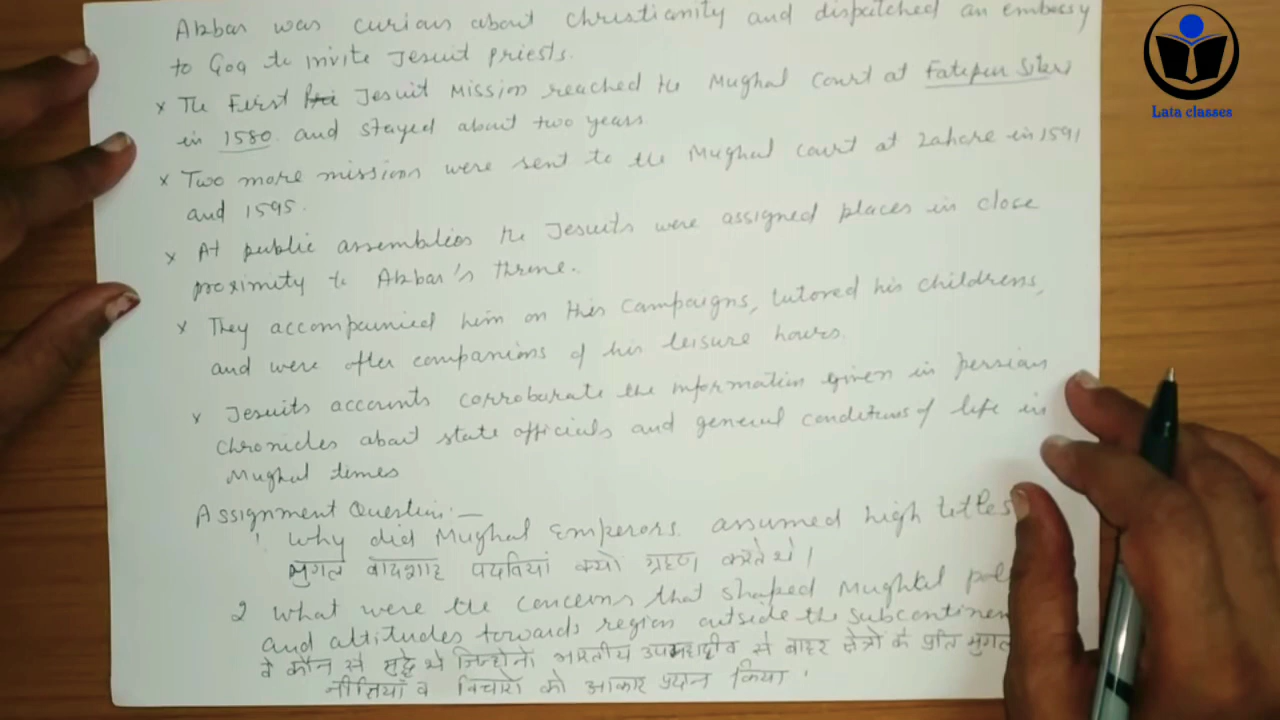 Akbar was curious about christianity and dispatched an embassy
to Goa to invite Jesuit priests.
x The First Jesuit Mission reached the Mughal Court at Fatepur Sikri
in 1580 and stayed about two years
x Two more missions were sent to the Mughal court at Lahore in 1591
and 1595.
x At public assemblies the Jesuits were assigned places in close
proximity to Akbar's throne.
x They accompanied him on his campaigns, tutored his childrens,
and were often companions of his leisure hours.
x Jesuits accounts corroborate the information given in persian
chronicles about state officials and general conditions of life in
Mughal times
Assignment Question:—
1 Why did Mughal Emperors assumed high titles
मुगल बादशाह पदवियां क्यों ग्रहण करते थे।
2 What were the concerns that shaped Mughal pol
and attitudes towards region outside the subcontinen
वे कौन से मुद्दे थे जिन्होंने भारतीय उपमहाद्वीप से बाहर क्षेत्रों के प्रति मुगल
नीतियां व विचारों को आकार प्रदान किया।
Lata classes